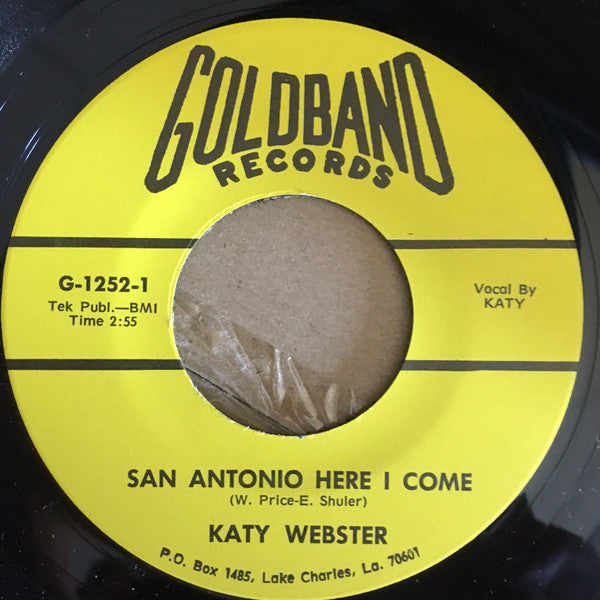 GOLDBAND
RECORDS
G-1252-1
Tek Publ.—BMI
Time 2:55
Vocal By
KATY
SAN ANTONIO HERE I COME
(W. Price-E. Shuler)
KATY WEBSTER
P.O. Box 1485, Lake Charles, La. 70601